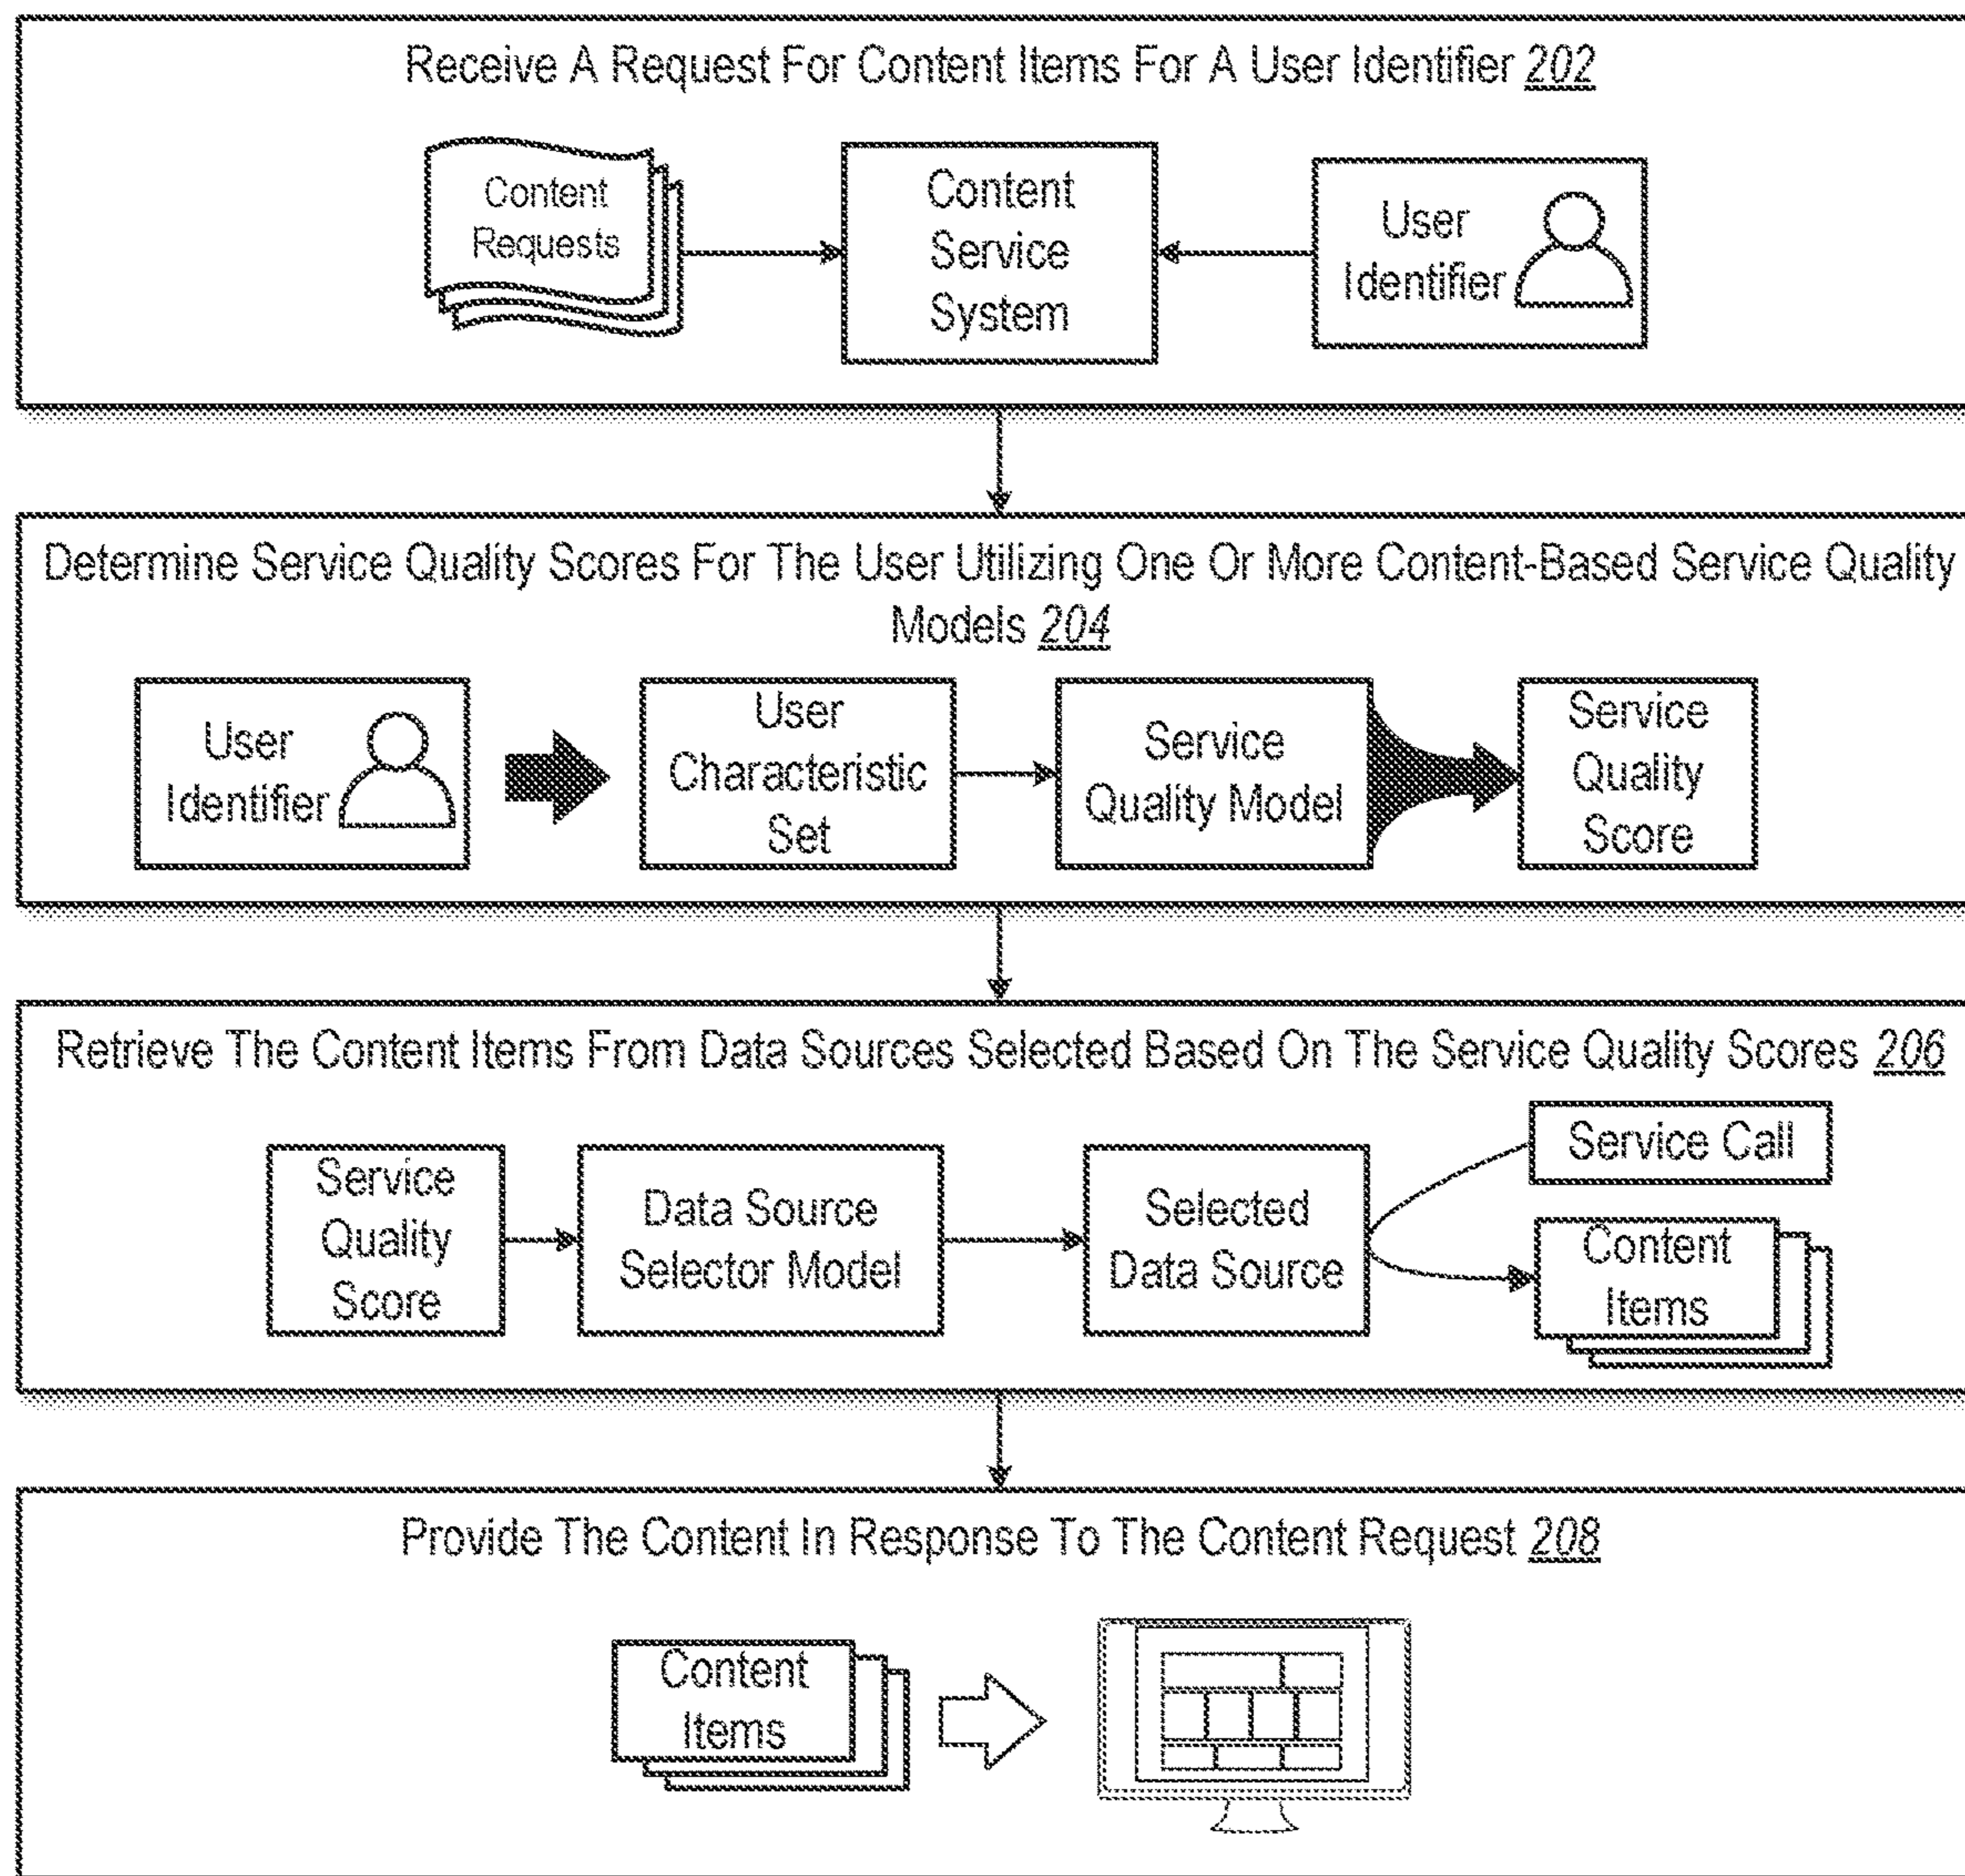 Receive A Request For Content Items For A User Identifier 202
Content
Requests
Content
Service
System
User
Identifier
Determine Service Quality Scores For The User Utilizing One Or More Content-Based Service Quality
Models 204
User
Identifier
User
Characteristic
Set
Service
Quality Model
Service
Quality
Score
Retrieve The Content Items From Data Sources Selected Based On The Service Quality Scores 206
Service
Quality
Score
Data Source
Selector Model
Selected
Data Source
Service Call
Content
Items
Provide The Content In Response To The Content Request 208
Content
Items